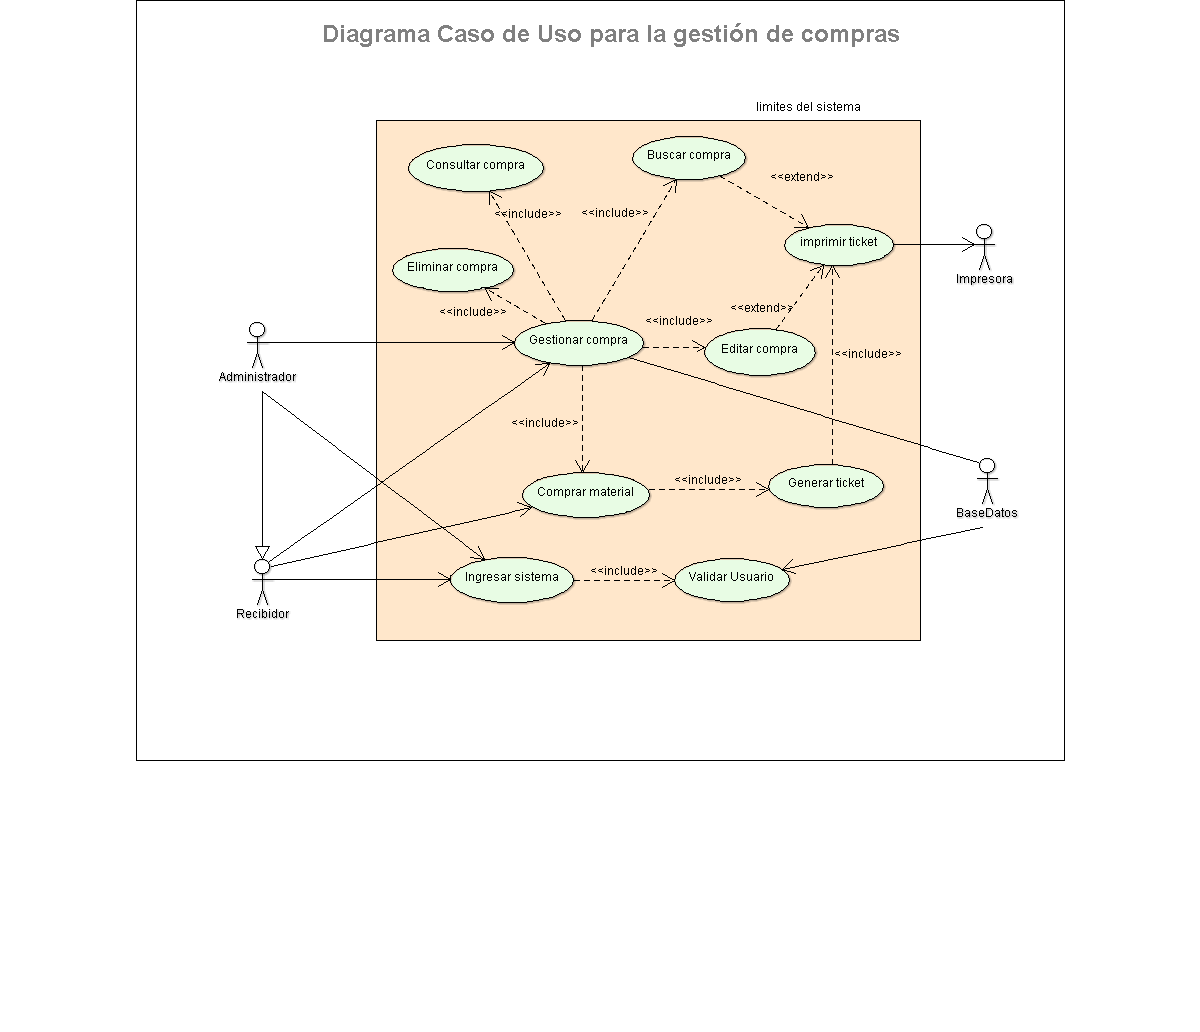 Diagrama Caso de Uso para la gestión de compras
limites del sistema
Consultar compra
Buscar compra
<<extend>>
<<include>>
<<include>>
imprimir ticket
Impresora
Eliminar compra
<<include>>
<<extend>>
<<include>>
Gestionar compra
Editar compra
<<include>>
Administrador
<<include>>
<<include>>
Comprar material
Generar ticket
BaseDatos
<<include>>
Ingresar sistema
Validar Usuario
Recibidor